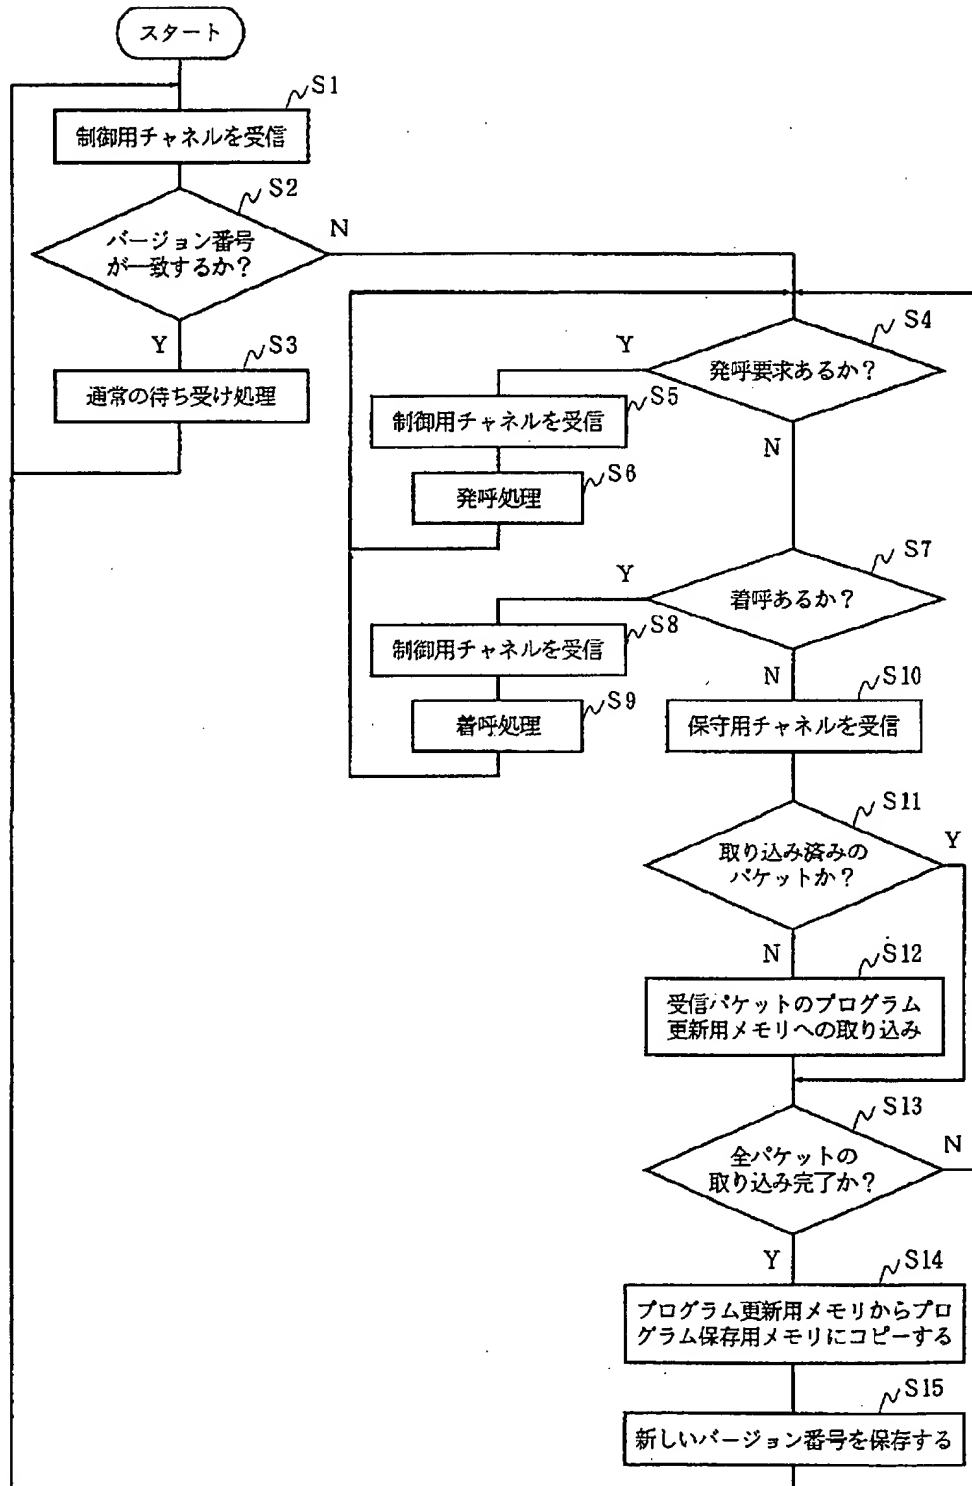 スタート
S1
制御用チャネルを受信
S2
バージョン番号
が一致するか?
N
Y
S3
通常の待ち受け処理
S4
発呼要求あるか?
Y
S5
制御用チャネルを受信
N
S6
発呼処理
S7
着呼あるか?
Y
S8
制御用チャネルを受信
N
S9
着呼処理
S10
保守用チャネルを受信
S11
取り込み済みの
パケットか?
Y
N
S12
受信パケットのプログラム
更新用メモリへの取り込み
S13
全パケットの
取り込み完了か?
N
Y
S14
プログラム更新用メモリからプロ
グラム保存用メモリにコピーする
S15
新しいバージョン番号を保存する